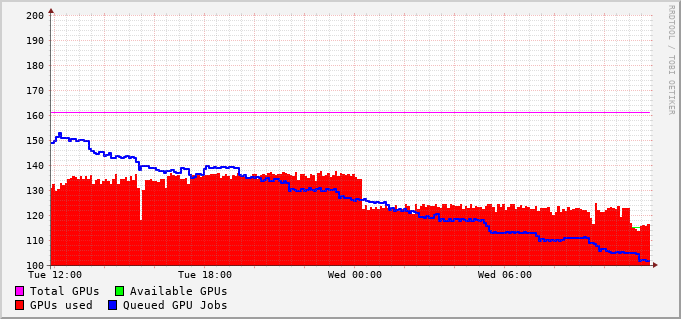 200
190
180
170
160
150
140
130
120
110
100
Tue 12:00 Tue 18:00 Wed 00:00 Wed 06:00
Total GPUs Available GPUs
GPUs used Queued GPU Jobs
RRDTOOL / TOBI OETIKER